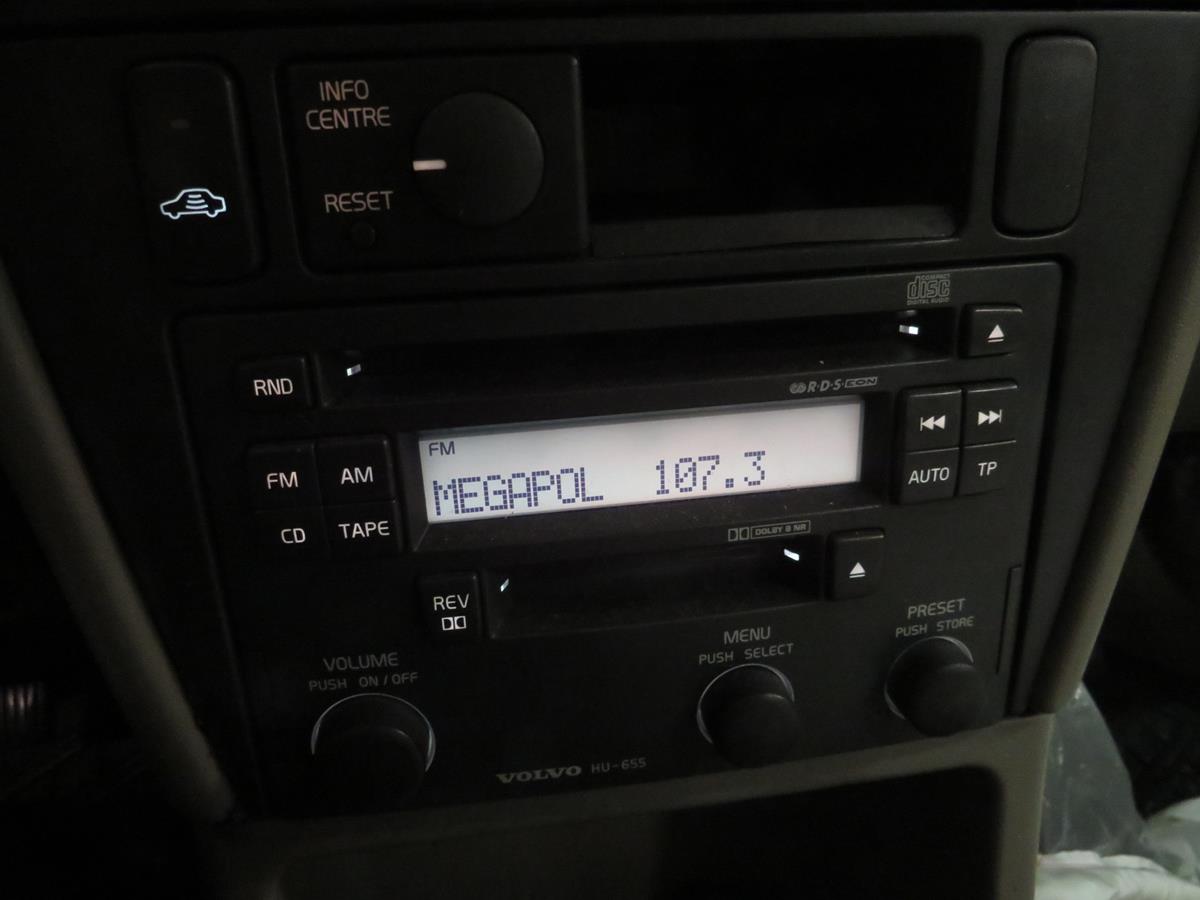 INFO
CENTRE
RESET
COMPACT
disc
DIGITAL AUDIO
RND
R·D·S·EON
FM
MEGAPOL 107.3
FM
AM
AUTO
TP
CD
TAPE
DOLBY B NR
REV
PRESET
PUSH STORE
MENU
PUSH SELECT
VOLUME
PUSH ON/OFF
VOLVO HU-655